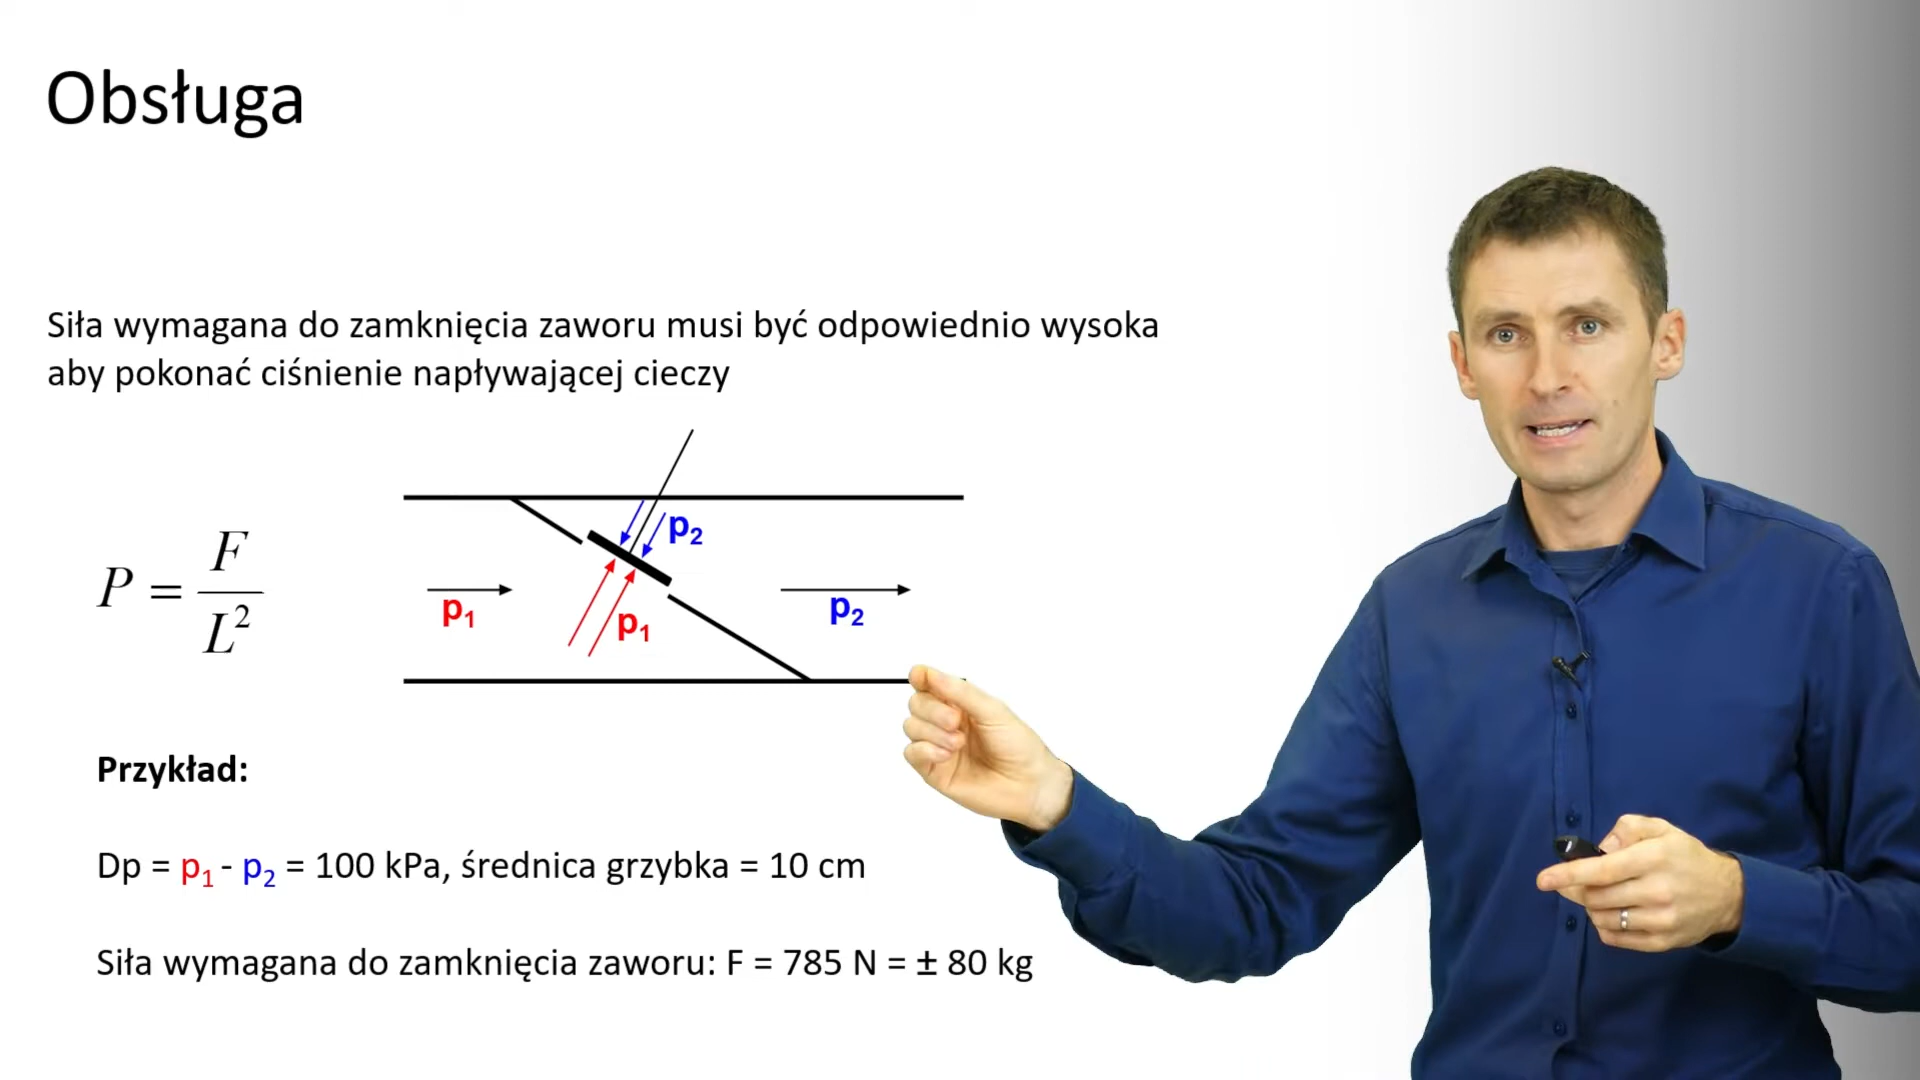 Obsługa
Siła wymagana do zamknięcia zaworu musi być odpowiednio wysoka
aby pokonać ciśnienie napływającej cieczy
P = F / L²
p₁
p₁
p₂
p₂
Przykład:
Dp = p₁ - p₂ = 100 kPa, średnica grzybka = 10 cm
Siła wymagana do zamknięcia zaworu: F = 785 N = ± 80 kg